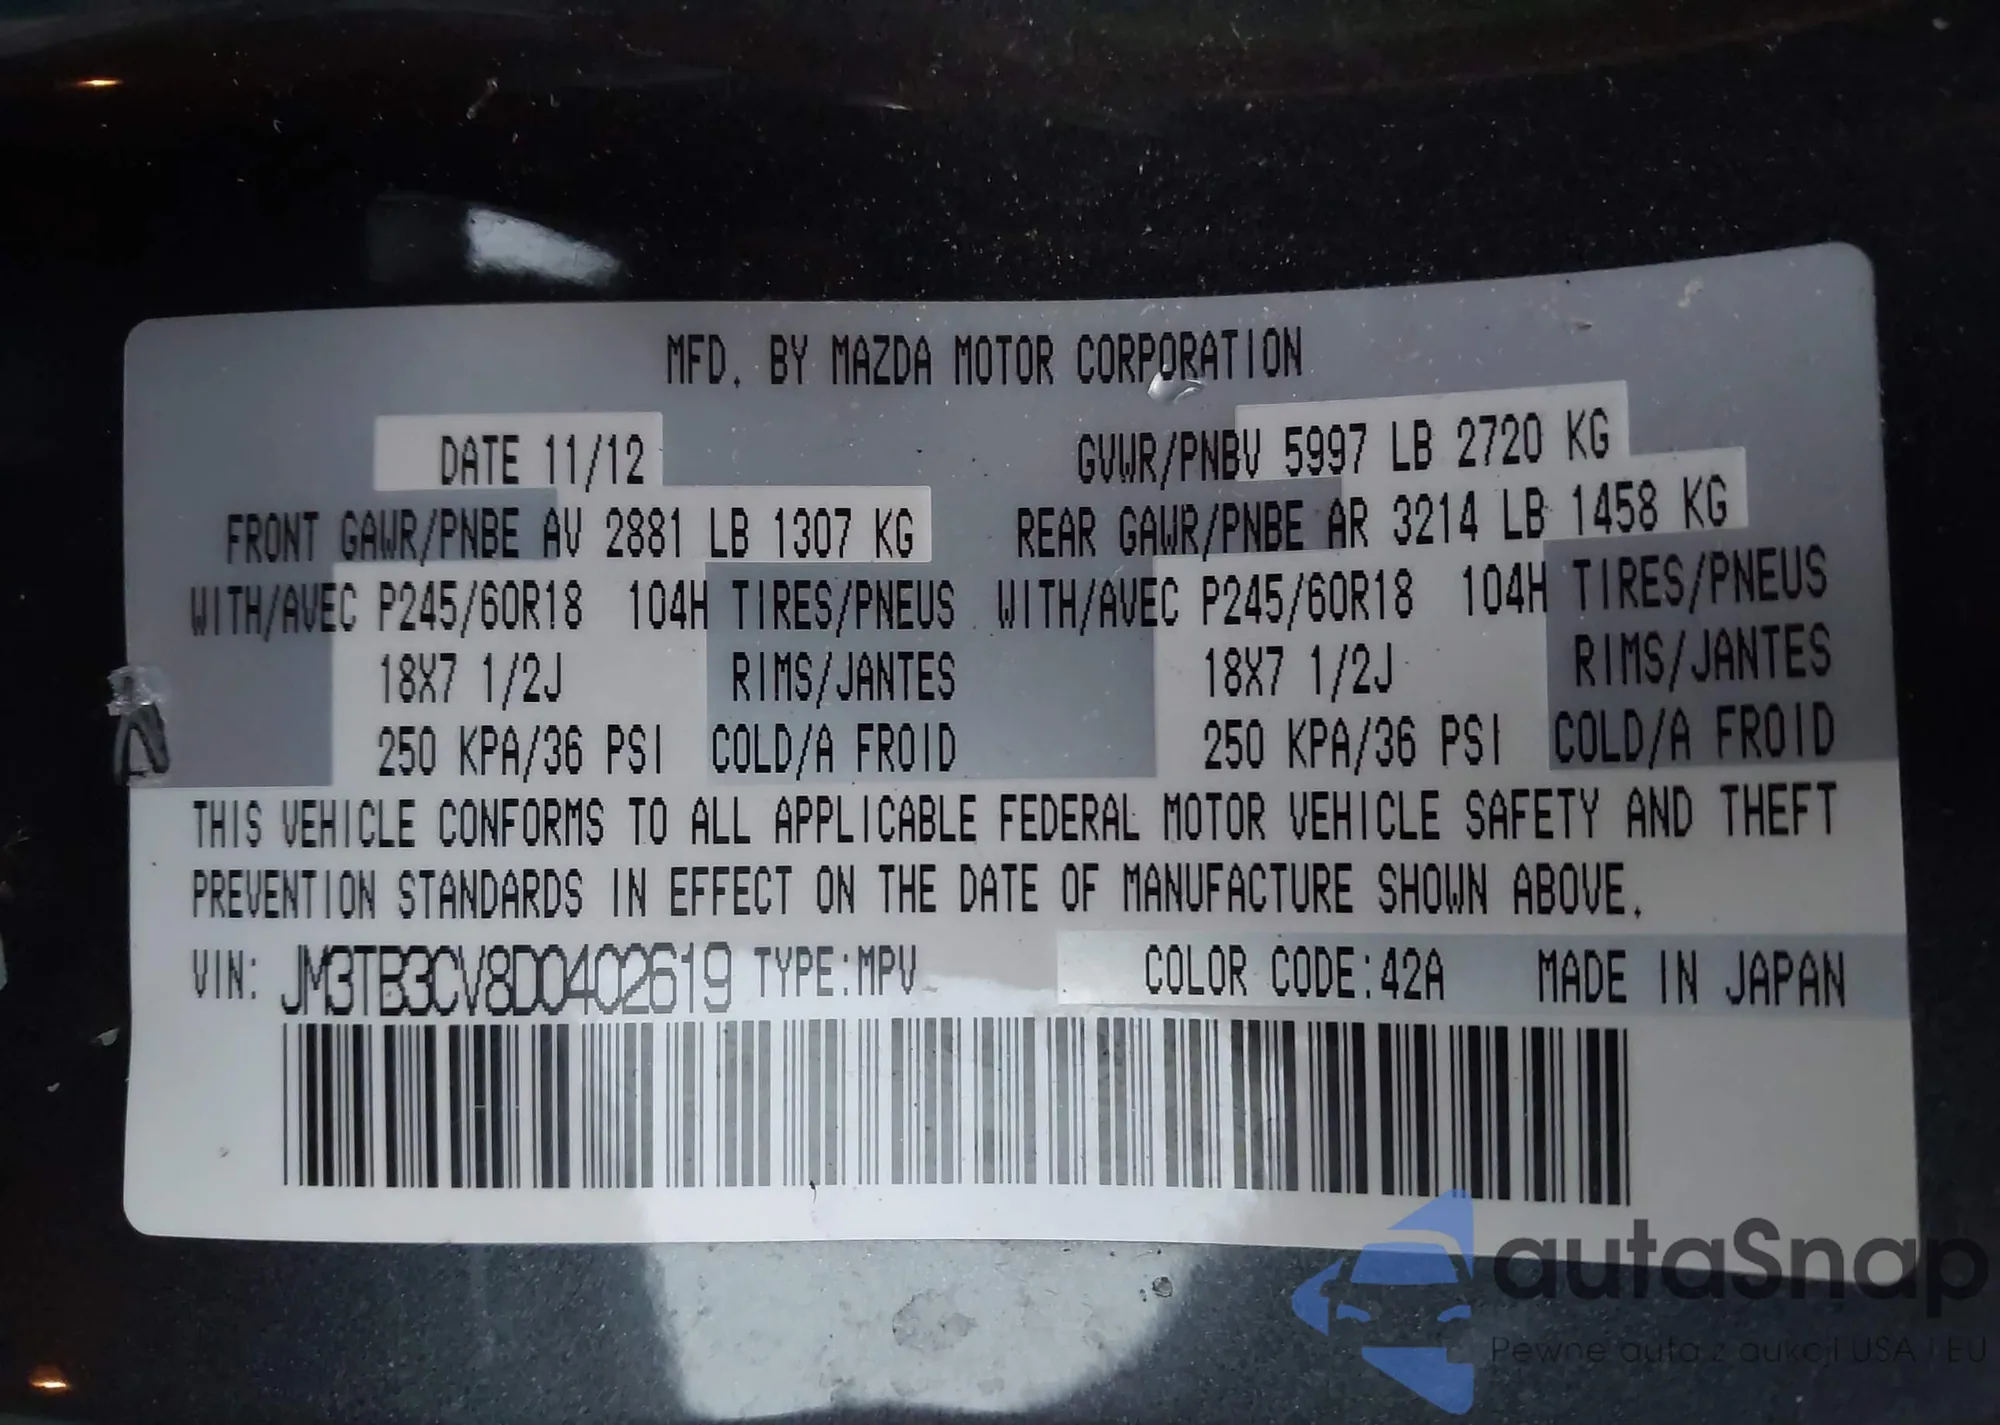 MFD. BY MAZDA MOTOR CORPORATION
DATE 11/12 GVWR/PNBV 5997 LB 2720 KG
FRONT GAWR/PNBE AV 2881 LB 1307 KG REAR GAWR/PNBE AR 3214 LB 1458 KG
WITH/AVEC P245/60R18 104H TIRES/PNEUS WITH/AVEC P245/60R18 104H TIRES/PNEUS
18X7 1/2J RIMS/JANTES 18X7 1/2J RIMS/JANTES
250 KPA/36 PSI COLD/A FROID 250 KPA/36 PSI COLD/A FROID
THIS VEHICLE CONFORMS TO ALL APPLICABLE FEDERAL MOTOR VEHICLE SAFETY AND THEFT
PREVENTION STANDARDS IN EFFECT ON THE DATE OF MANUFACTURE SHOWN ABOVE.
VIN: JM3TB3CV8D0402619 TYPE:MPV COLOR CODE:42A MADE IN JAPAN
autaSnap
Pewne auta z aukcji USA i EU